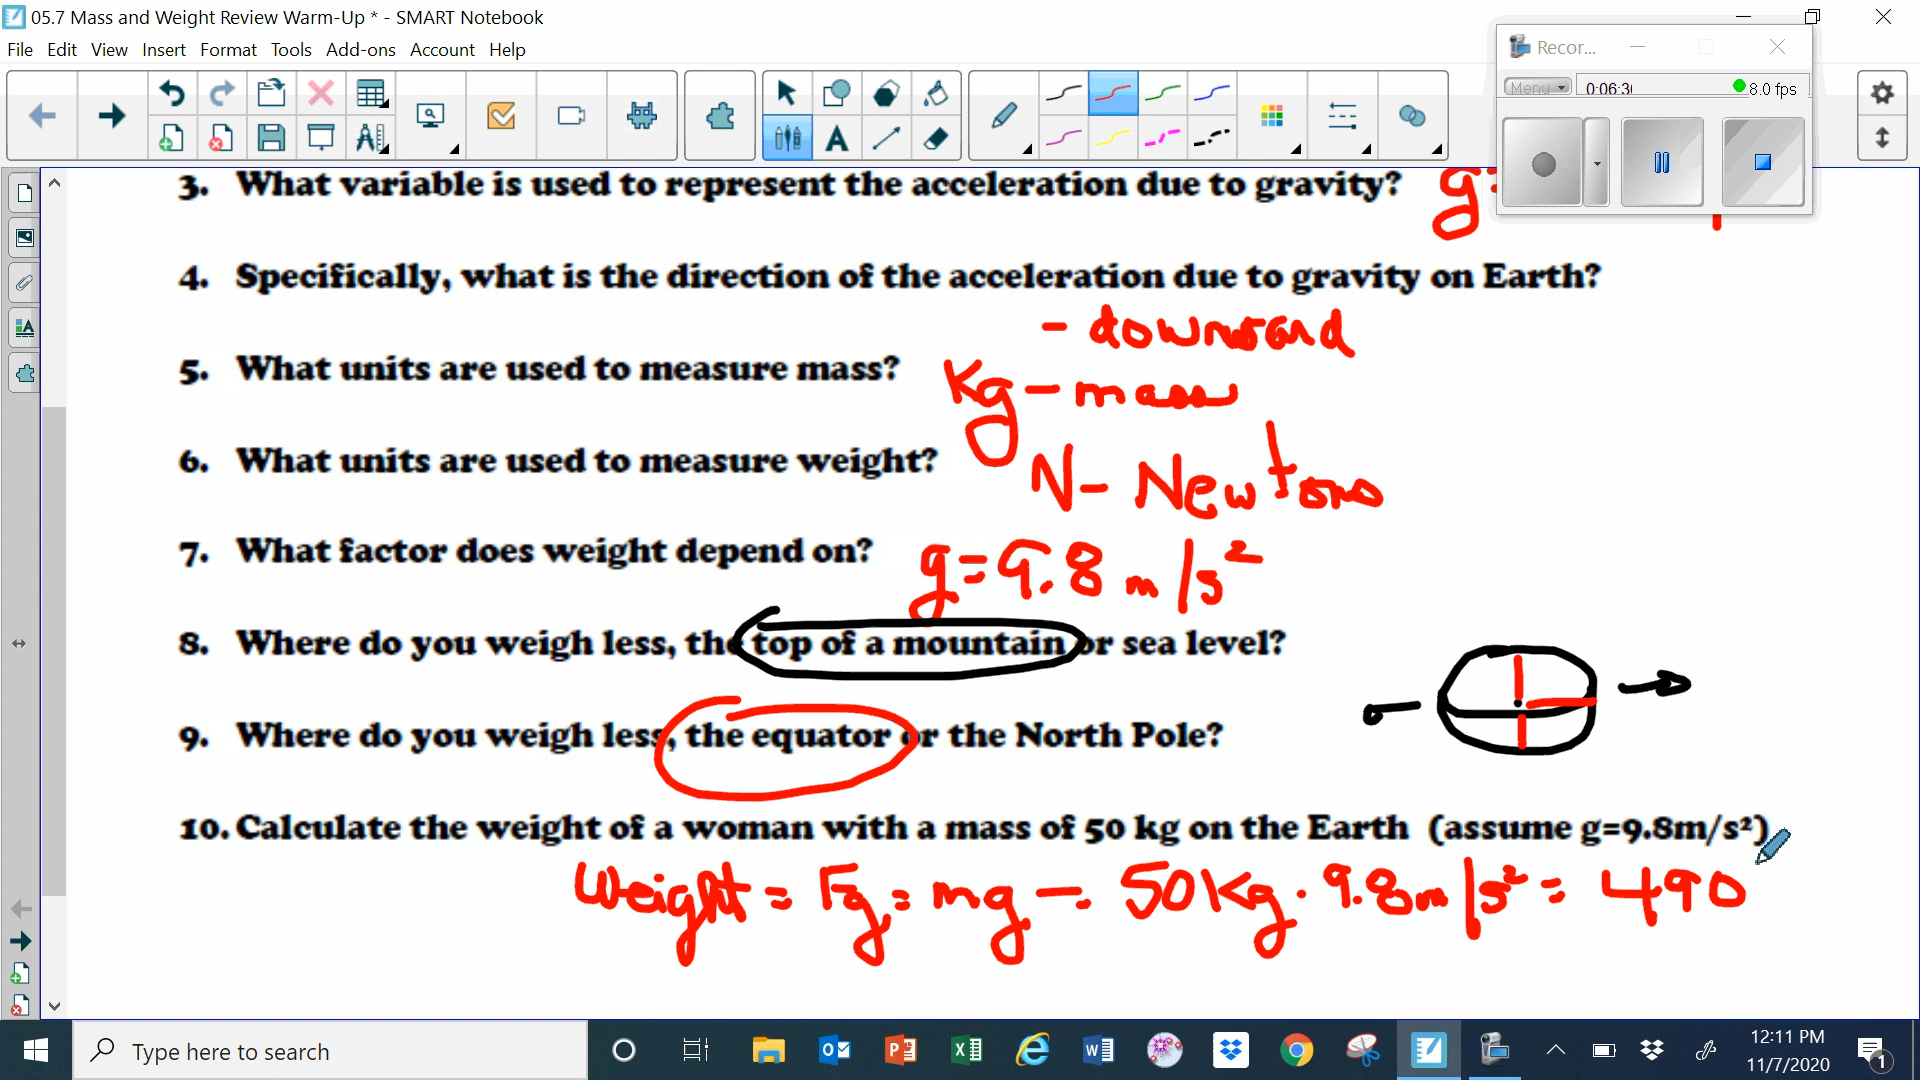 05.7 Mass and Weight Review Warm-Up * - SMART Notebook
File Edit View Insert Format Tools Add-ons Account Help
Recor...
Menu 0:06:3 8.0 fps
3. What variable is used to represent the acceleration due to gravity? g=
4. Specifically, what is the direction of the acceleration due to gravity on Earth?
- downward
5. What units are used to measure mass? Kg - mass
6. What units are used to measure weight?
N - Newtons
7. What factor does weight depend on? g = 9.8 m/s²
8. Where do you weigh less, the top of a mountain or sea level?
9. Where do you weigh less, the equator or the North Pole?
10. Calculate the weight of a woman with a mass of 50 kg on the Earth (assume g=9.8m/s²)
Weight = Fg = mg = 50Kg · 9.8m/s² = 490
Type here to search
12:11 PM
11/7/2020
1